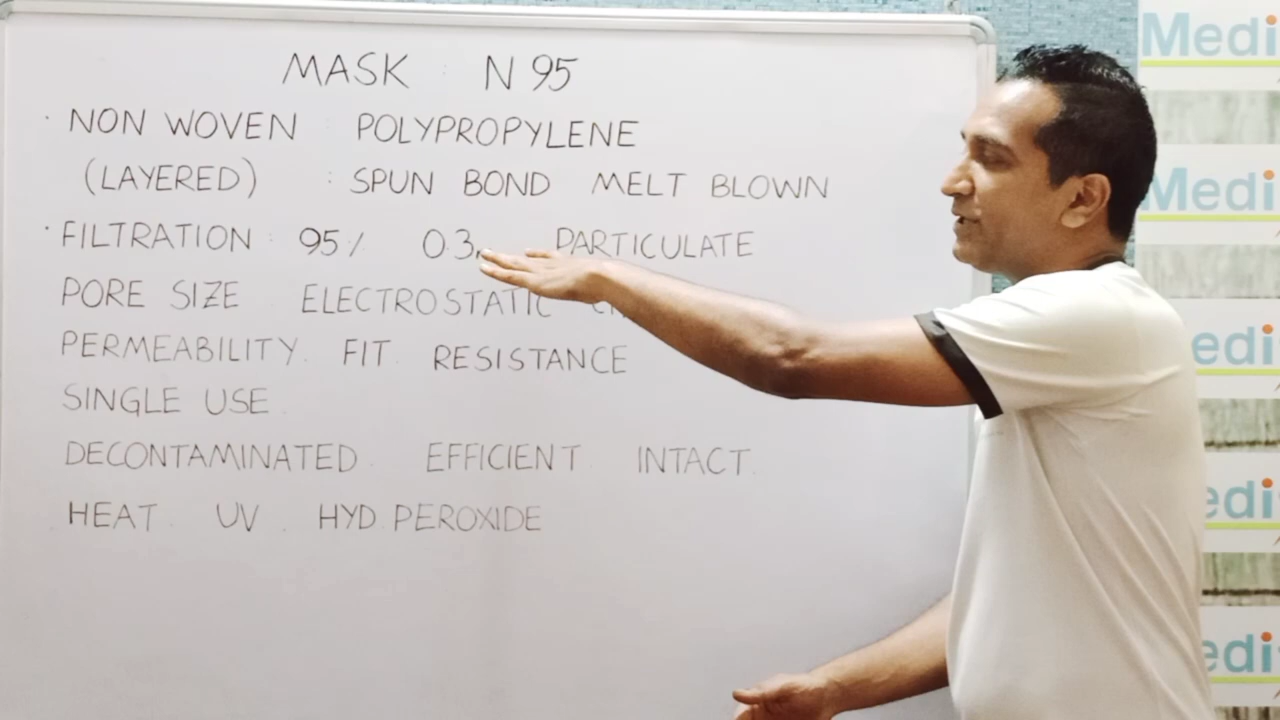 MASK : N 95
· NON WOVEN : POLYPROPYLENE
(LAYERED) : SPUN BOND MELT BLOWN
· FILTRATION : 95% 0.3 PARTICULATE
PORE SIZE ELECTROSTATIC
PERMEABILITY. FIT. RESISTANCE
SINGLE USE.
DECONTAMINATED. EFFICIENT. INTACT.
HEAT. UV. HYD PEROXIDE
Medi
Medi
edi
edi
edi